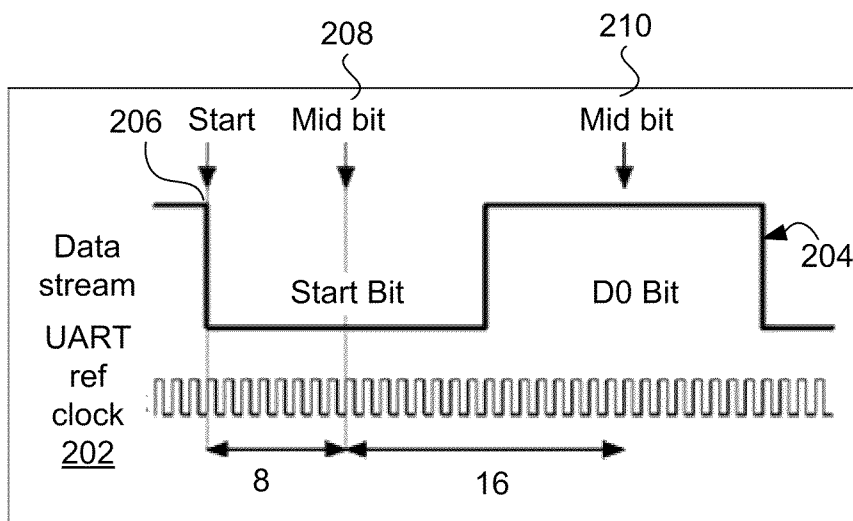 208
210
206
Start
Mid bit
Mid bit
Data
stream
Start Bit
D0 Bit
204
UART
ref
clock
202
8
16